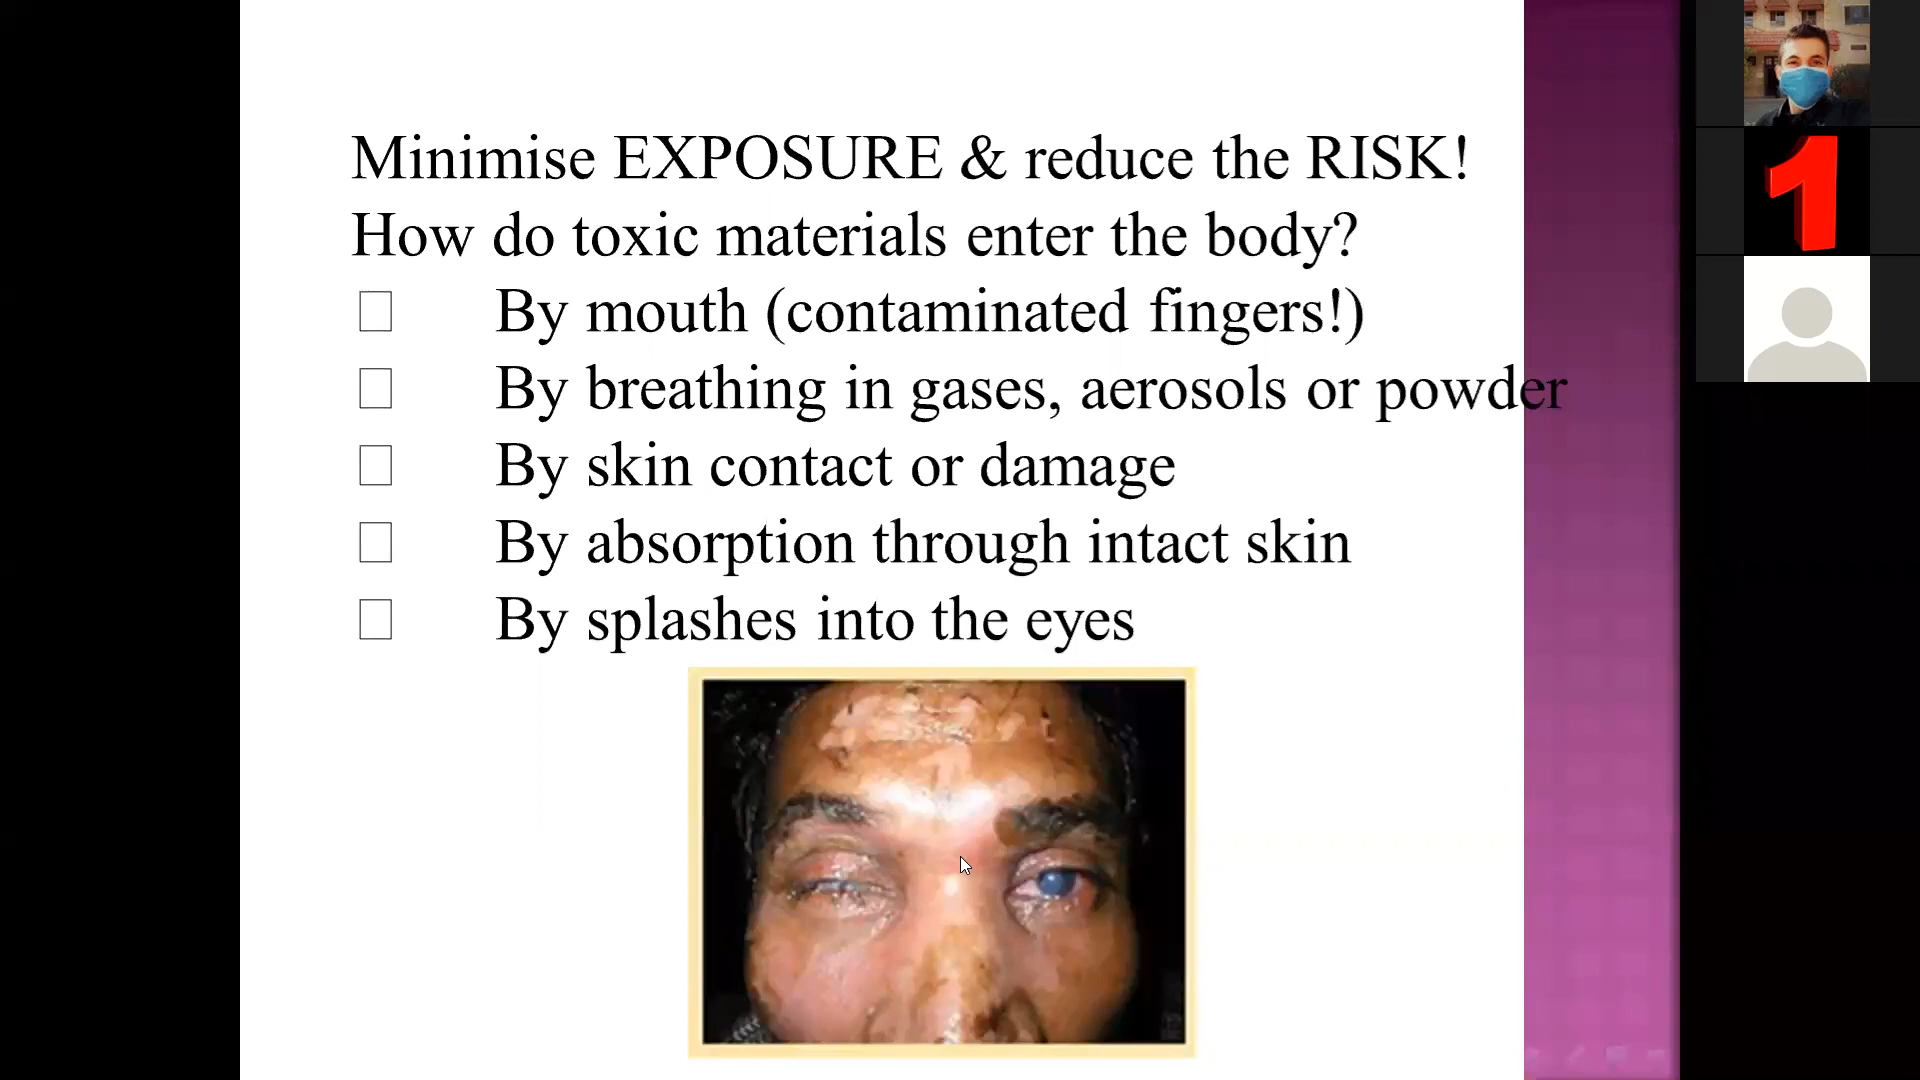 Minimise EXPOSURE & reduce the RISK!
How do toxic materials enter the body?
By mouth (contaminated fingers!)
By breathing in gases, aerosols or powder
By skin contact or damage
By absorption through intact skin
By splashes into the eyes
1